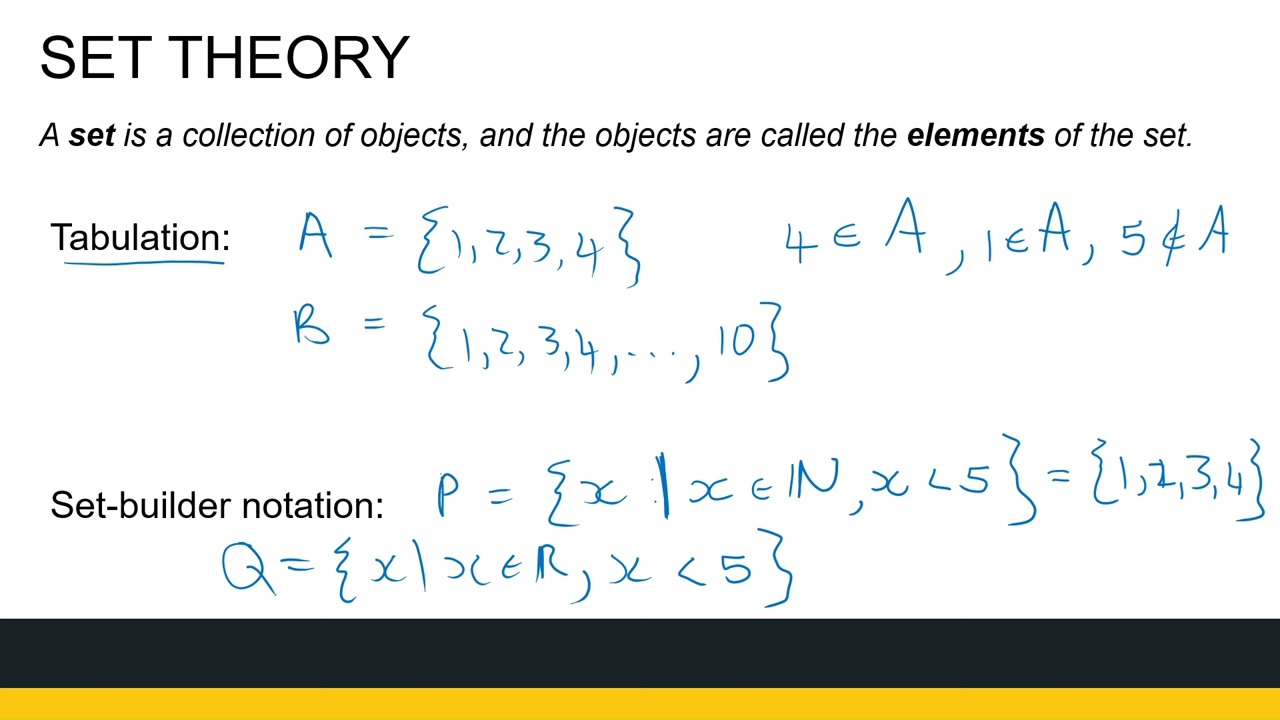 SET THEORY
A set is a collection of objects, and the objects are called the elements of the set.
Tabulation: A = {1,2,3,4} 4 ∈ A, 1 ∈ A, 5 ∉ A
B = {1,2,3,4,...,10}
Set-builder notation: P = {x | x ∈ ℕ, x < 5} = {1,2,3,4}
Q = {x | x ∈ ℝ, x < 5}